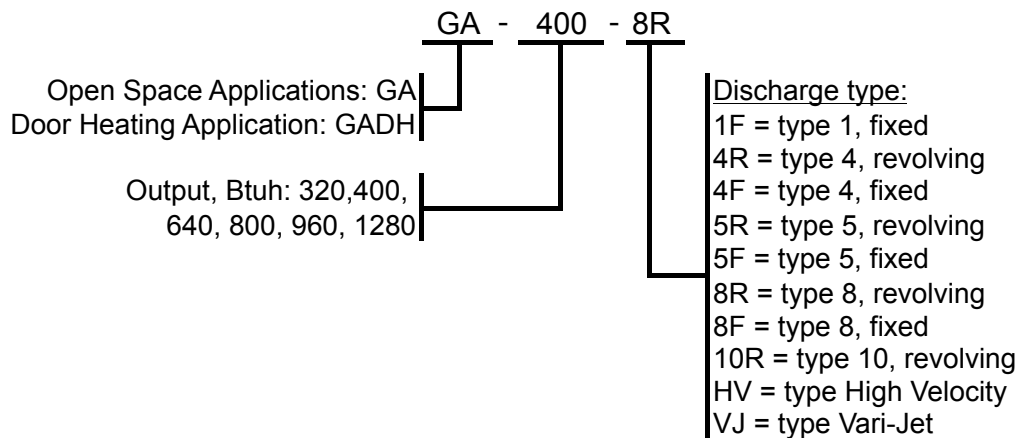 GA - 400 - 8R
Open Space Applications: GA
Door Heating Application: GADH
Output, Btuh: 320,400,
640, 800, 960, 1280
Discharge type:
1F = type 1, fixed
4R = type 4, revolving
4F = type 4, fixed
5R = type 5, revolving
5F = type 5, fixed
8R = type 8, revolving
8F = type 8, fixed
10R = type 10, revolving
HV = type High Velocity
VJ = type Vari-Jet